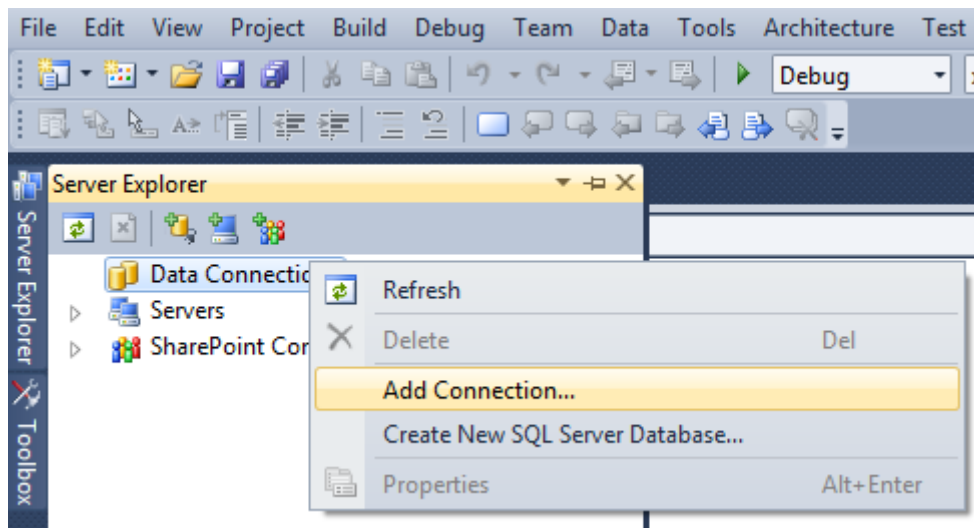 File Edit View Project Build Debug Team Data Tools Architecture Test
Debug
Server Explorer
Server Explorer
Toolbox
Data Connectio
Servers
SharePoint Cor
Refresh
Delete Del
Add Connection...
Create New SQL Server Database...
Properties Alt+Enter